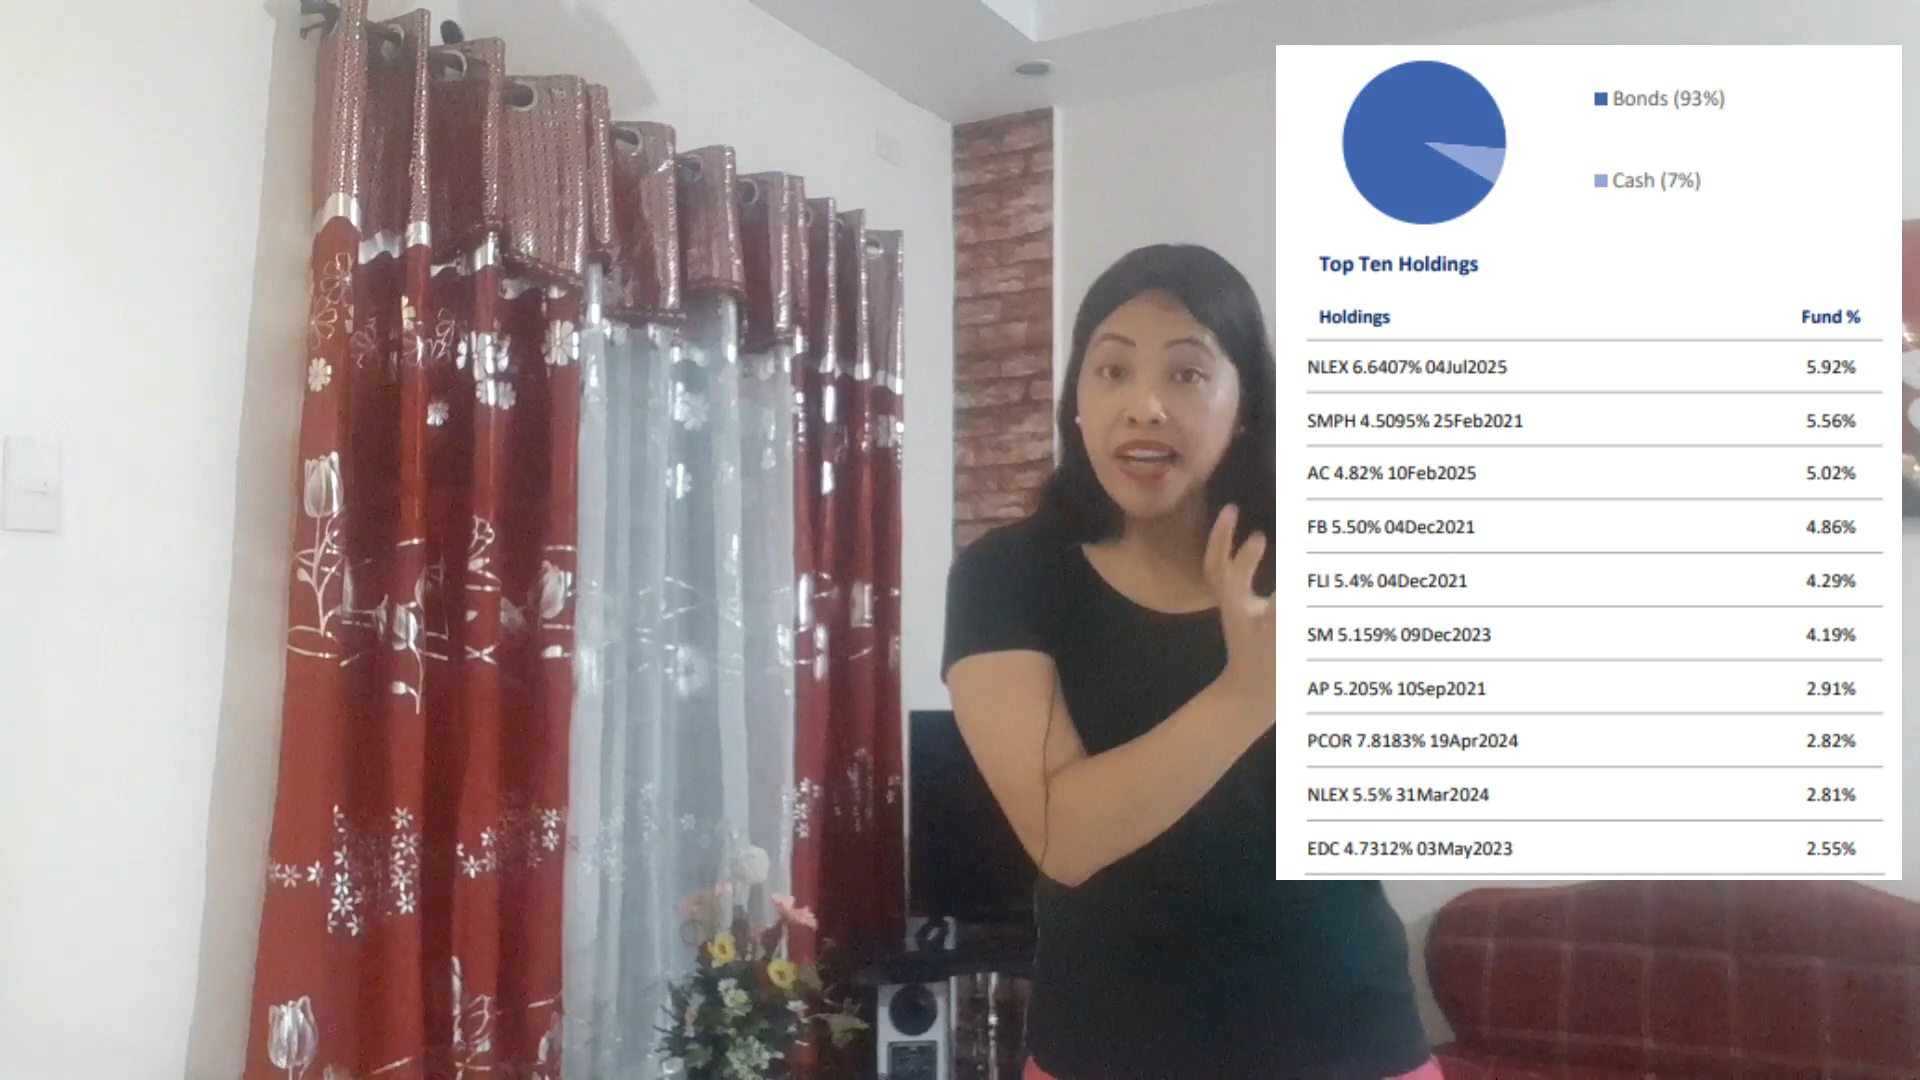 Bonds (93%)
Cash (7%)
Top Ten Holdings
Holdings Fund %
NLEX 6.6407% 04Jul2025 5.92%
SMPH 4.5095% 25Feb2021 5.56%
AC 4.82% 10Feb2025 5.02%
FB 5.50% 04Dec2021 4.86%
FLI 5.4% 04Dec2021 4.29%
SM 5.159% 09Dec2023 4.19%
AP 5.205% 10Sep2021 2.91%
PCOR 7.8183% 19Apr2024 2.82%
NLEX 5.5% 31Mar2024 2.81%
EDC 4.7312% 03May2023 2.55%